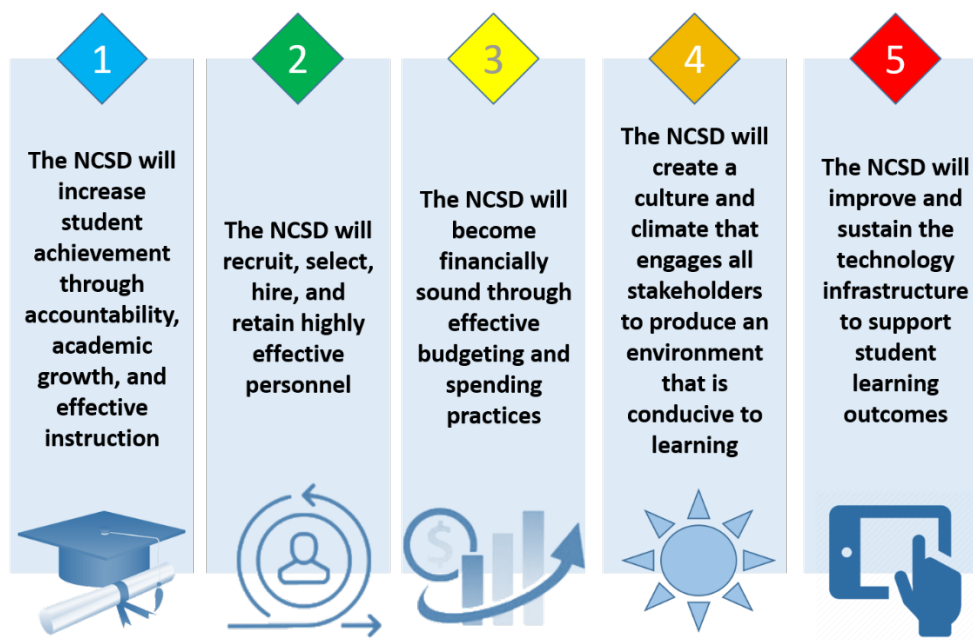 1
The NCSD will
increase
student
achievement
through
accountability,
academic
growth, and
effective
instruction
2
The NCSD will
recruit, select,
hire, and
retain highly
effective
personnel
3
The NCSD will
become
financially
sound through
effective
budgeting and
spending
practices
$
4
The NCSD will
create a
culture and
climate that
engages all
stakeholders
to produce an
environment
that is
conducive to
learning
5
The NCSD will
improve and
sustain the
technology
infrastructure
to support
student
learning
outcomes